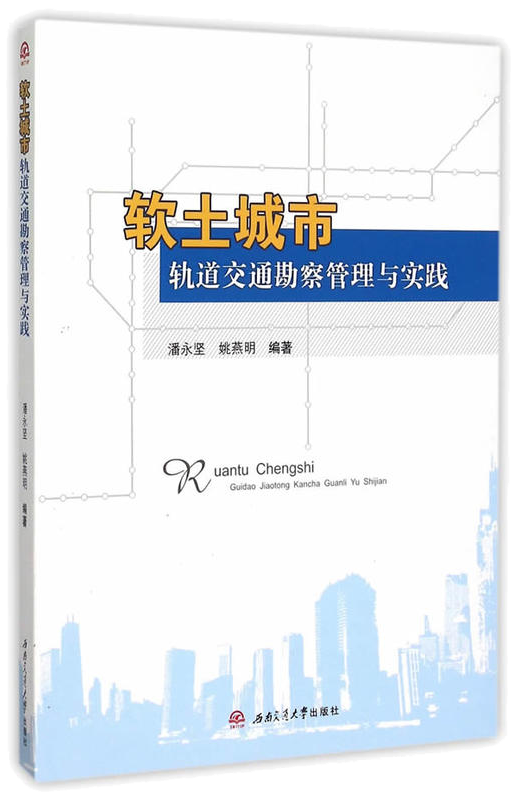 软土城市
轨道交通勘察管理与实践
潘永坚 姚燕明 编著
Ruantu Chengshi
Guidao Jiaotong Kancha Guanli Yu Shijian
西南交通大学出版社
软土城市
轨道交通勘察管理与实践
潘永坚 姚燕明 编著